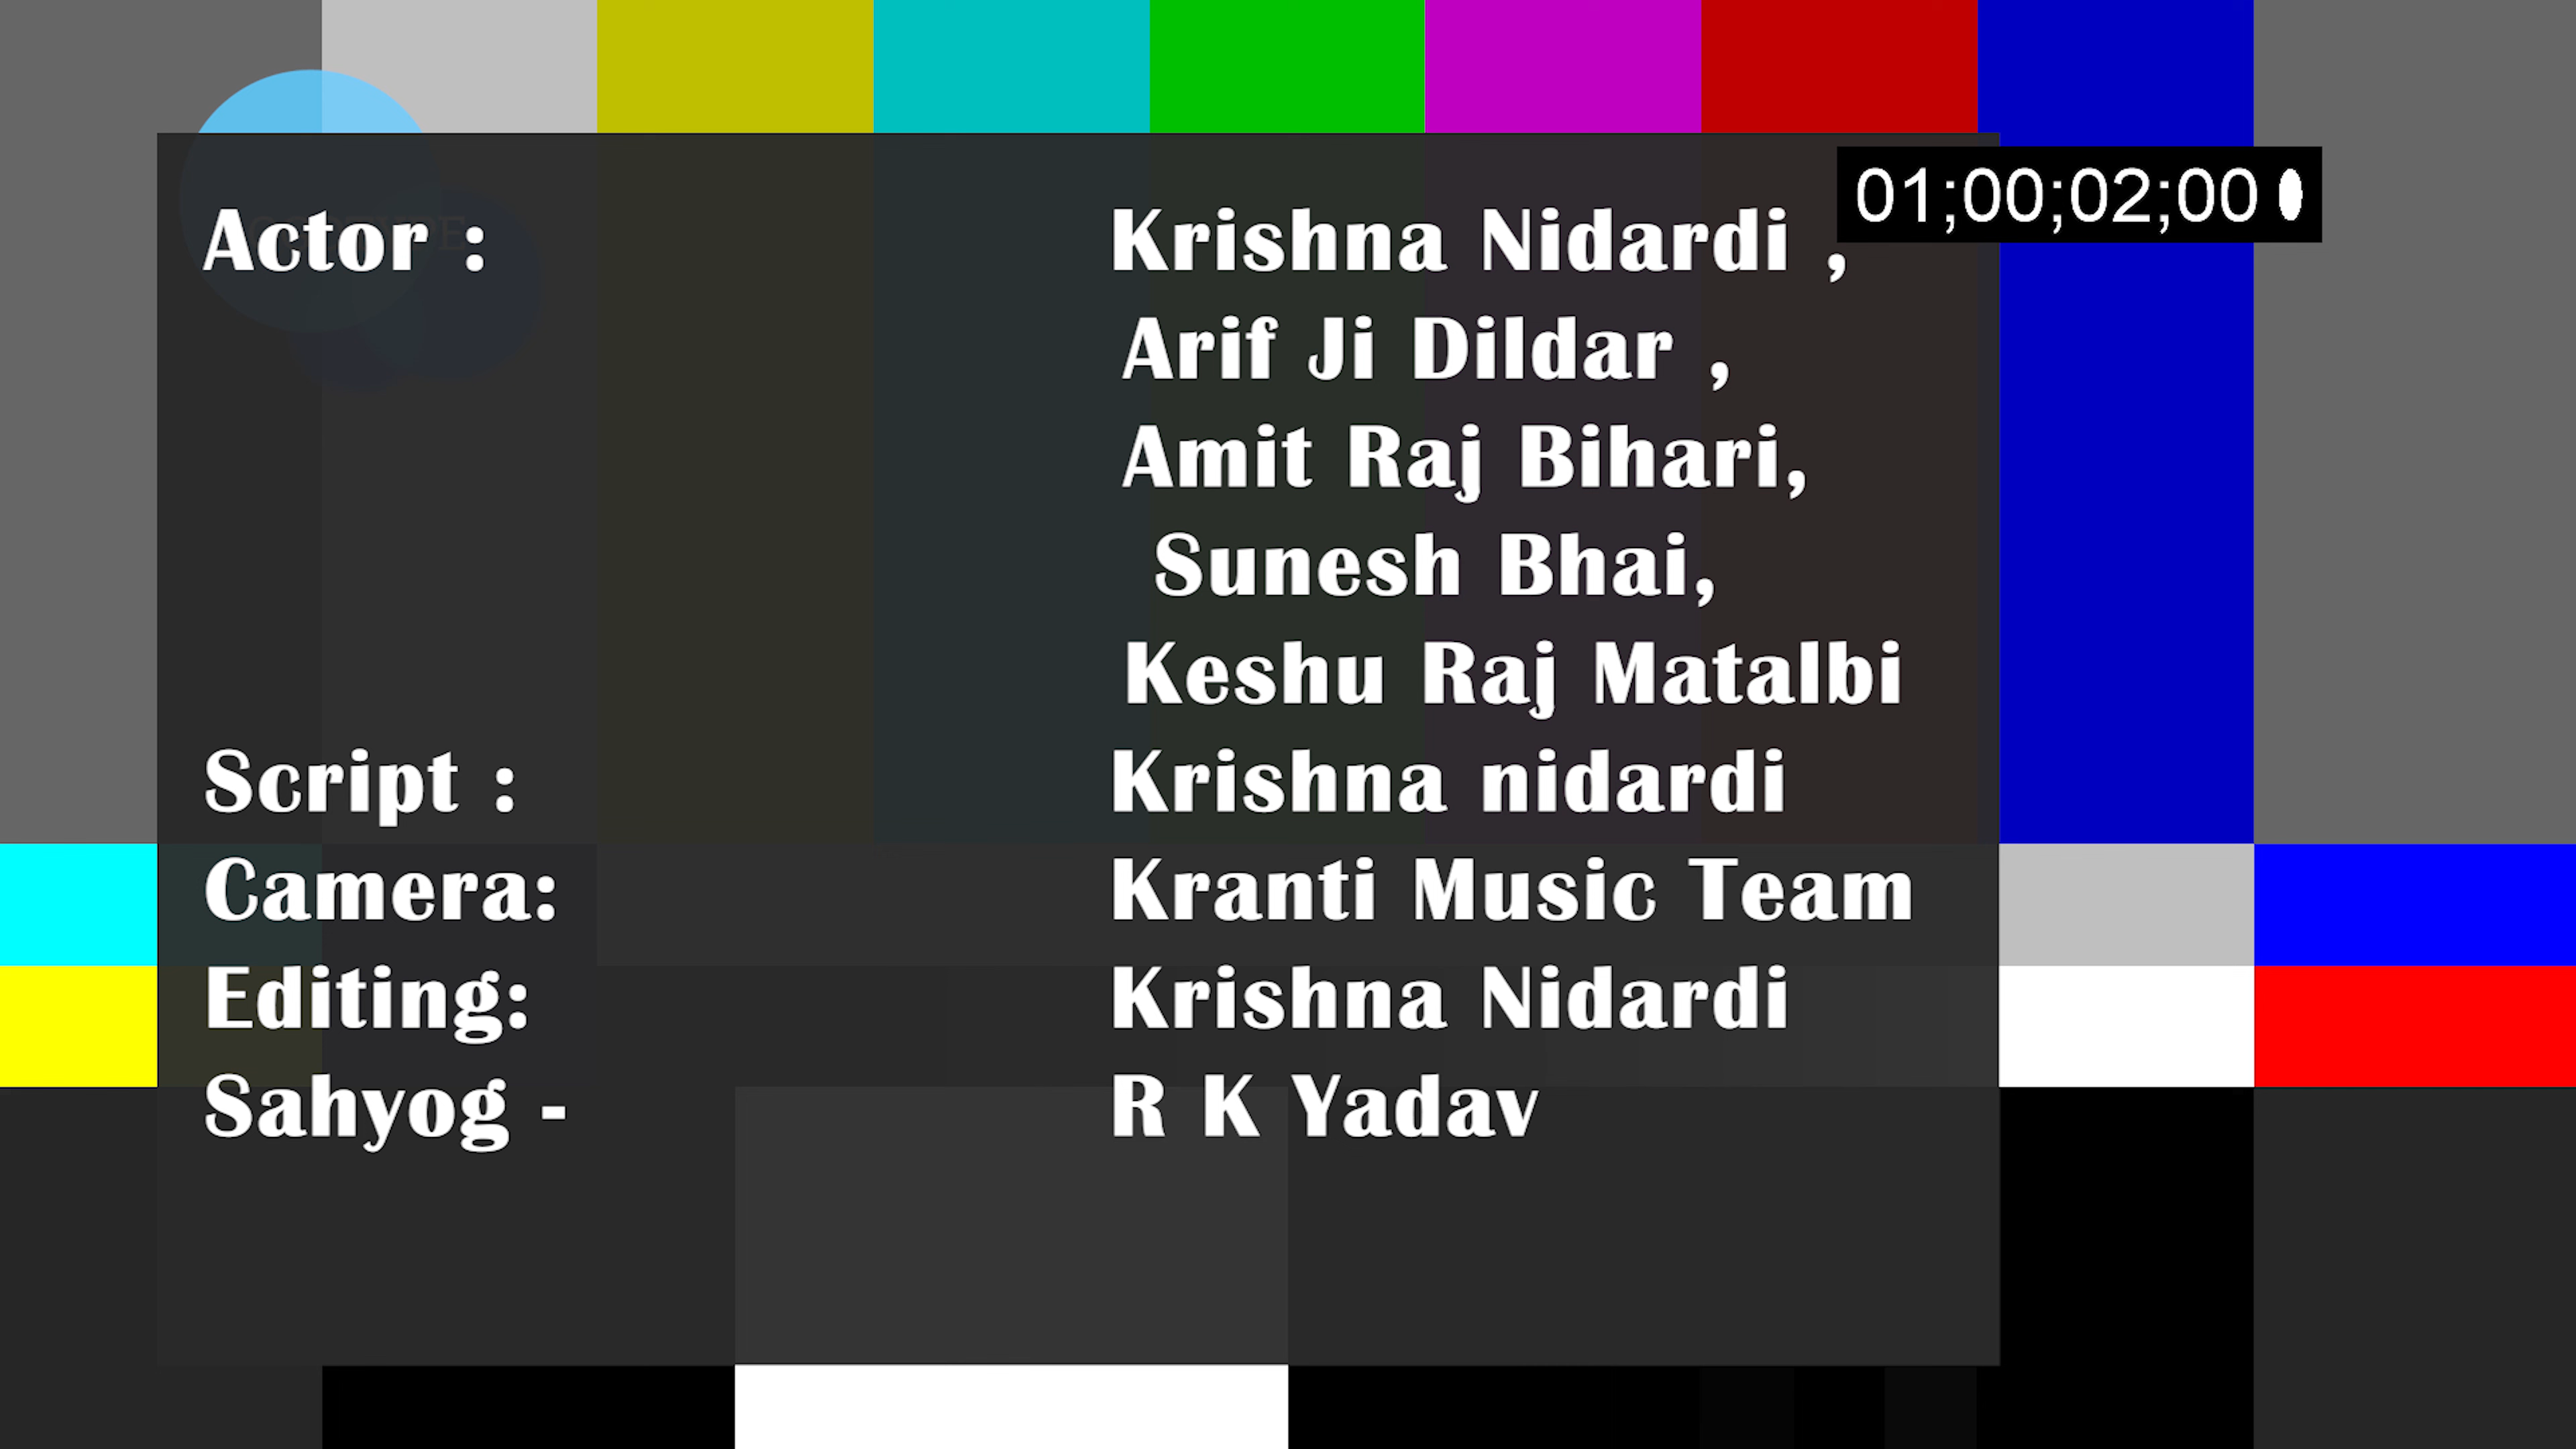 01;00;02;00
Actor : Krishna Nidardi ,
Arif Ji Dildar ,
Amit Raj Bihari,
Sunesh Bhai,
Keshu Raj Matalbi
Script : Krishna nidardi
Camera: Kranti Music Team
Editing: Krishna Nidardi
Sahyog - R K Yadav